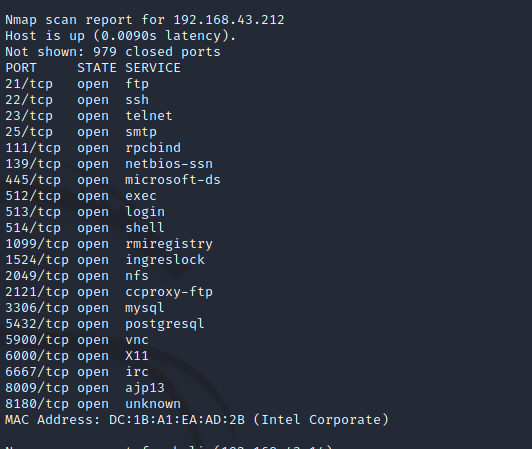 Nmap scan report for 192.168.43.212
Host is up (0.0090s latency).
Not shown: 979 closed ports
PORT     STATE SERVICE
21/tcp   open  ftp
22/tcp   open  ssh
23/tcp   open  telnet
25/tcp   open  smtp
111/tcp  open  rpcbind
139/tcp  open  netbios-ssn
445/tcp  open  microsoft-ds
512/tcp  open  exec
513/tcp  open  login
514/tcp  open  shell
1099/tcp open  rmiregistry
1524/tcp open  ingreslock
2049/tcp open  nfs
2121/tcp open  ccproxy-ftp
3306/tcp open  mysql
5432/tcp open  postgresql
5900/tcp open  vnc
6000/tcp open  X11
6667/tcp open  irc
8009/tcp open  ajp13
8180/tcp open  unknown
MAC Address: DC:1B:A1:EA:AD:2B (Intel Corporate)